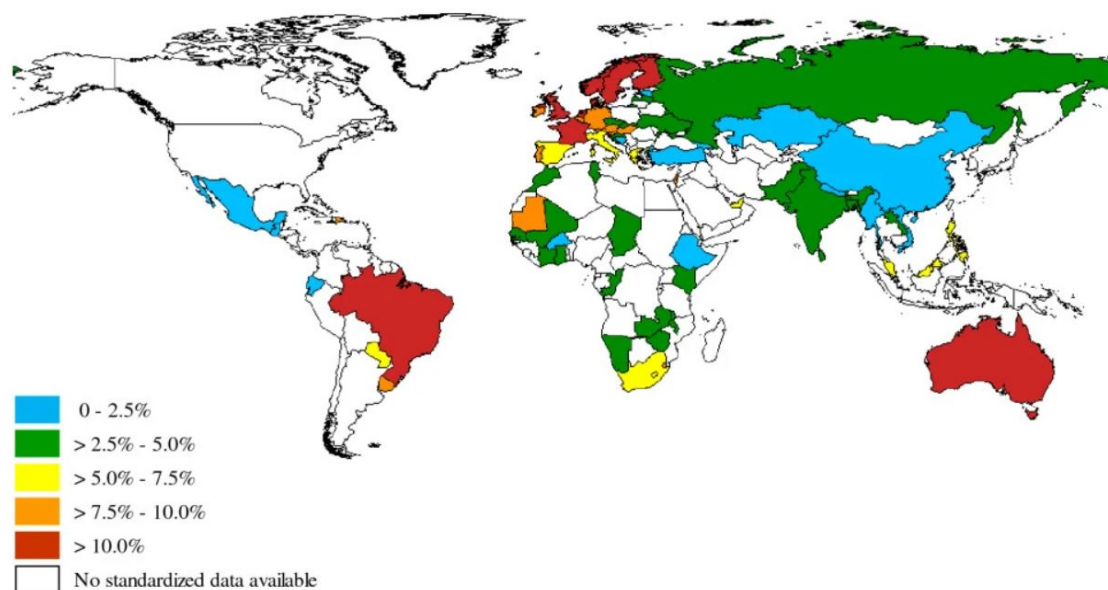 0 - 2.5%
> 2.5% - 5.0%
> 5.0% - 7.5%
> 7.5% - 10.0%
> 10.0%
No standardized data available